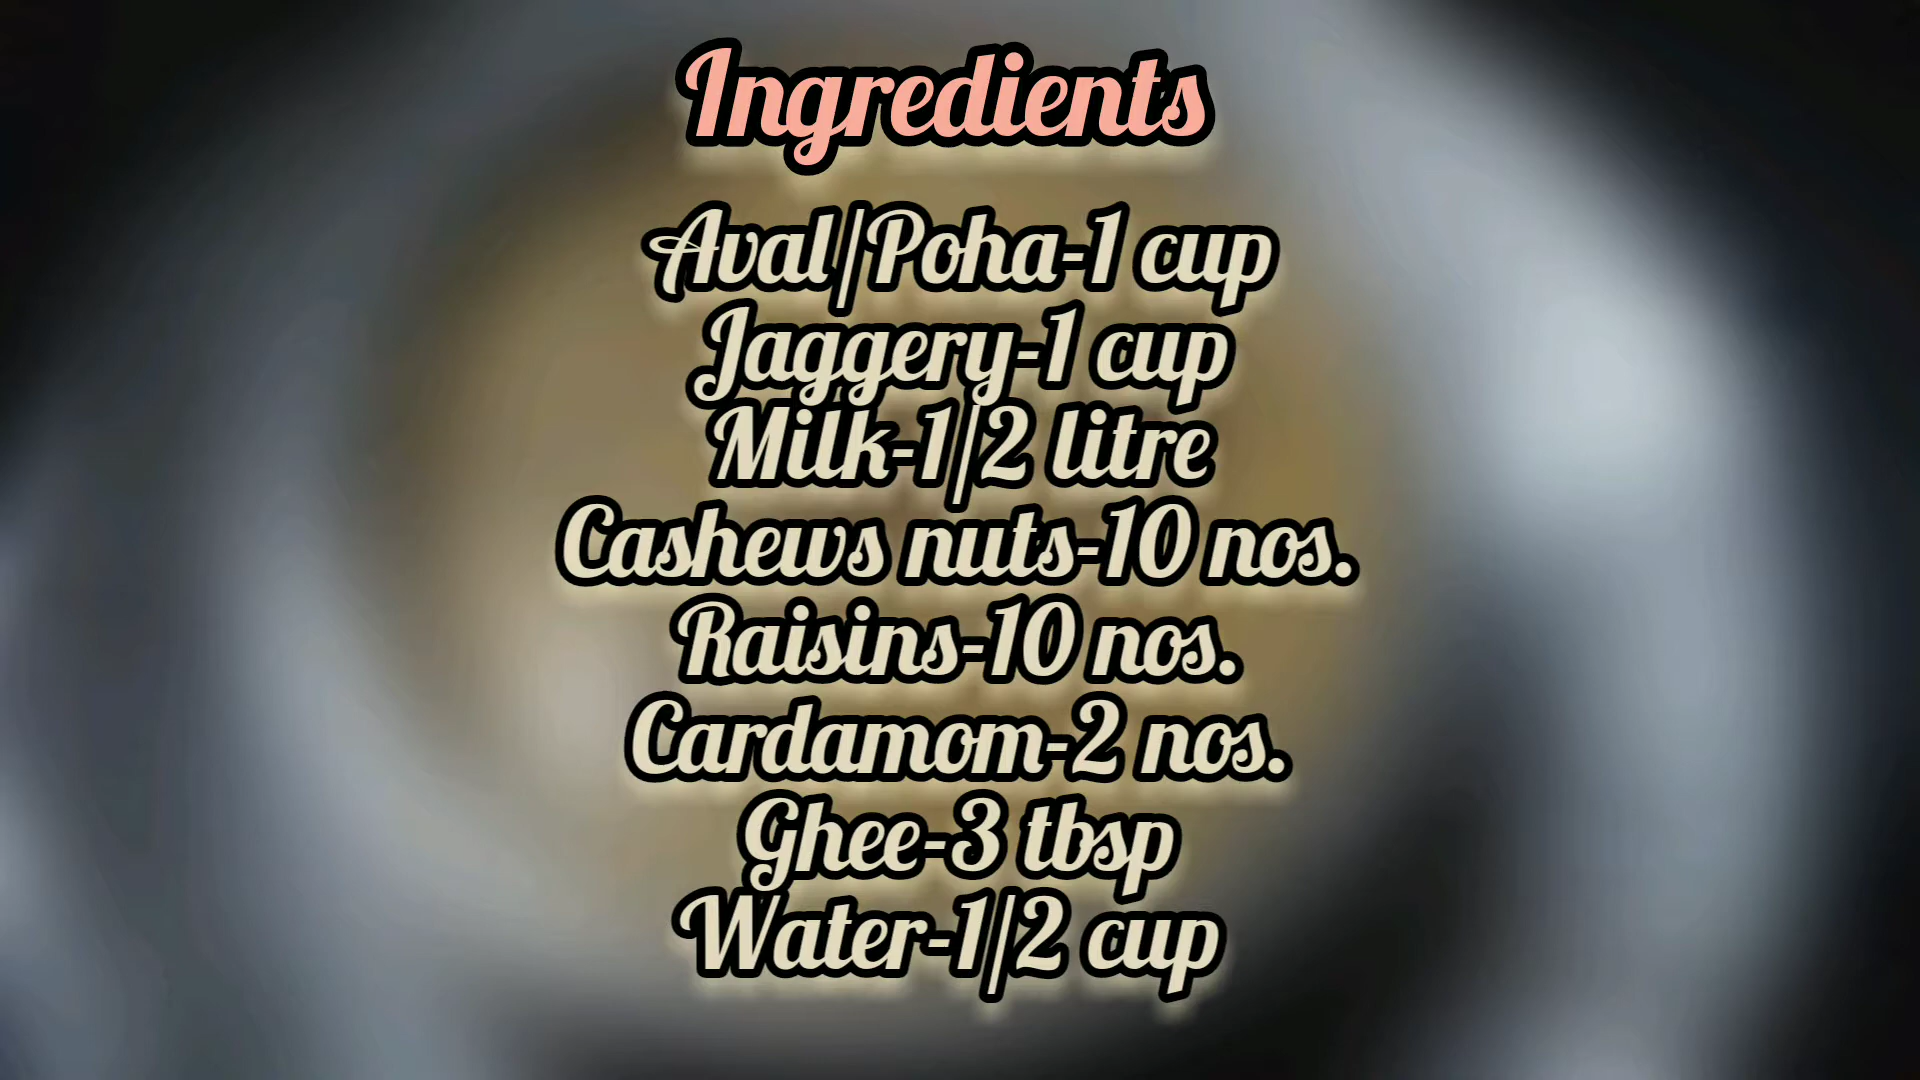 Ingredients
Aval/Poha-1 cup
Jaggery-1 cup
Milk-1/2 litre
Cashews nuts-10 nos.
Raisins-10 nos.
Cardamom-2 nos.
Ghee-3 tbsp
Water-1/2 cup